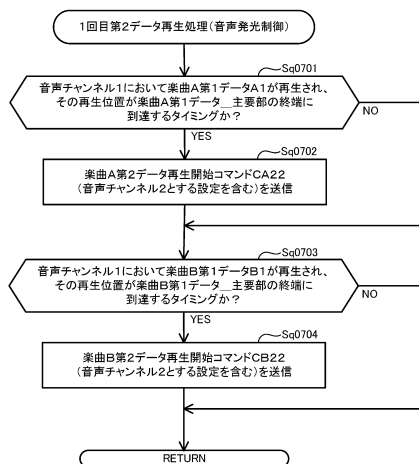 1回目第2データ再生処理(音声発光制御)
Sq0701
音声チャンネル1において楽曲A第1データA1が再生され、
その再生位置が楽曲A第1データ__主要部の終端に
到達するタイミングか?
NO
YES
Sq0702
楽曲A第2データ再生開始コマンドCA22
(音声チャンネル2とする設定を含む)を送信
Sq0703
音声チャンネル1において楽曲B第1データB1が再生され、
その再生位置が楽曲B第1データ__主要部の終端に
到達するタイミングか?
NO
YES
Sq0704
楽曲B第2データ再生開始コマンドCB22
(音声チャンネル2とする設定を含む)を送信
RETURN